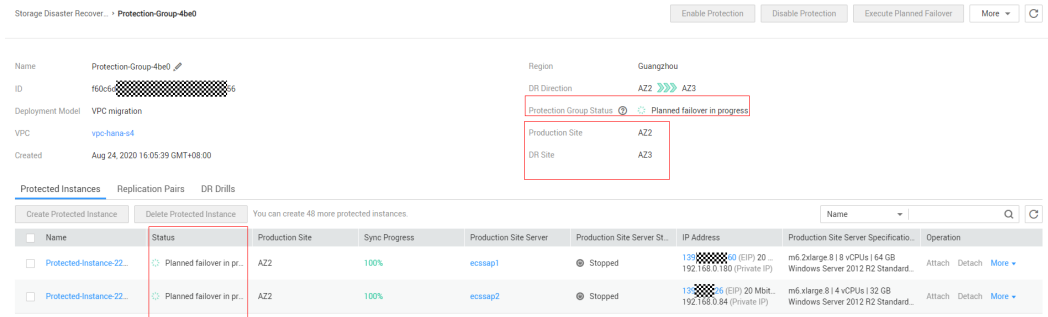 Storage Disaster Recover... > Protection-Group-4be0
Enable Protection Disable Protection Execute Planned Failover More
Name Protection-Group-4be0
Region Guangzhou
ID f60c6a 56
DR Direction AZ2 AZ3
Deployment Model VPC migration
Protection Group Status Planned failover in progress
VPC vpc-hana-s4
Production Site AZ2
Created Aug 24, 2020 16:05:39 GMT+08:00
DR Site AZ3
Protected Instances Replication Pairs DR Drills
Create Protected Instance Delete Protected Instance You can create 48 more protected instances. Name
Name Status Production Site Sync Progress Production Site Server Production Site Server St... IP Address Production Site Server Specificatio... Operation
Protected-Instance-22... Planned failover in pr... AZ2 100% ecssap1 Stopped 139 60 (EIP) 20 ... m6.2xlarge.8 | 8 vCPUs | 64 GB Attach Detach More
192.168.0.180 (Private IP) Windows Server 2012 R2 Standard...
Protected-Instance-22... Planned failover in pr... AZ2 100% ecssap2 Stopped 139 26 (EIP) 20 Mbit... m6.xlarge.8 | 4 vCPUs | 32 GB Attach Detach More
192.168.0.84 (Private IP) Windows Server 2012 R2 Standard...